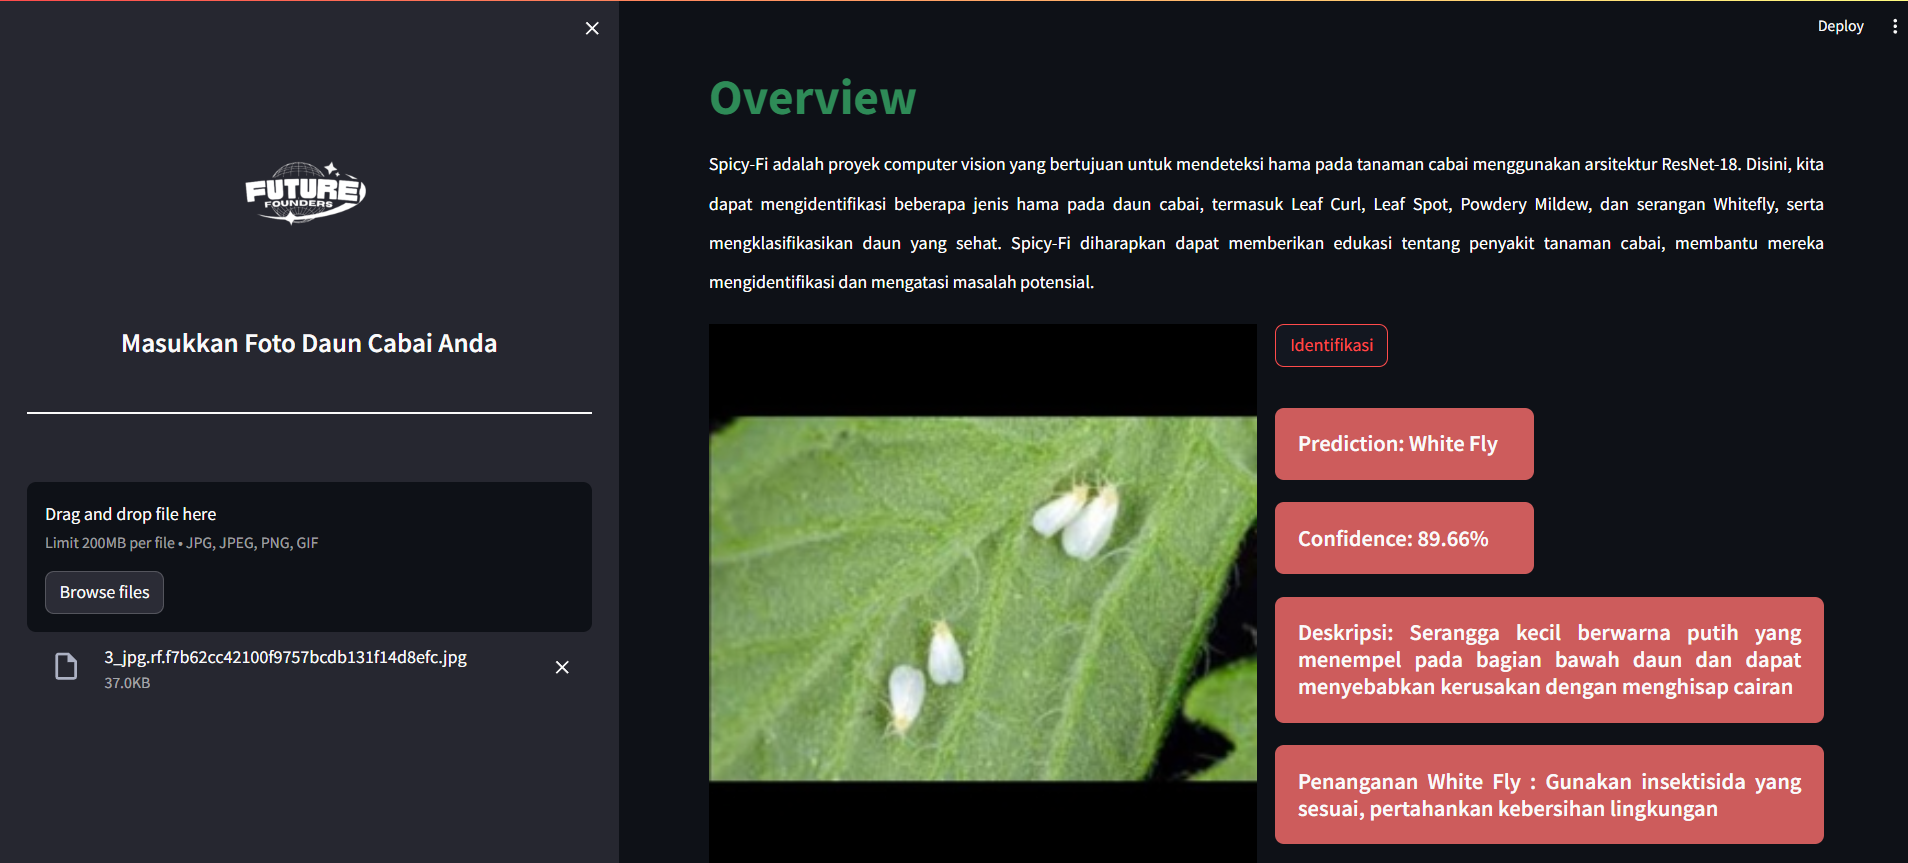 Deploy
FUTURE
FOUNDERS
Masukkan Foto Daun Cabai Anda
Drag and drop file here
Limit 200MB per file • JPG, JPEG, PNG, GIF
Browse files
3_jpg.rf.f7b62cc42100f9757bcdb131f14d8efc.jpg
37.0KB
Overview
Spicy-Fi adalah proyek computer vision yang bertujuan untuk mendeteksi hama pada tanaman cabai menggunakan arsitektur ResNet-18. Disini, kita
dapat mengidentifikasi beberapa jenis hama pada daun cabai, termasuk Leaf Curl, Leaf Spot, Powdery Mildew, dan serangan Whitefly, serta
mengklasifikasikan daun yang sehat. Spicy-Fi diharapkan dapat memberikan edukasi tentang penyakit tanaman cabai, membantu mereka
mengidentifikasi dan mengatasi masalah potensial.
Identifikasi
Prediction: White Fly
Confidence: 89.66%
Deskripsi: Serangga kecil berwarna putih yang
menempel pada bagian bawah daun dan dapat
menyebabkan kerusakan dengan menghisap cairan
Penanganan White Fly : Gunakan insektisida yang
sesuai, pertahankan kebersihan lingkungan